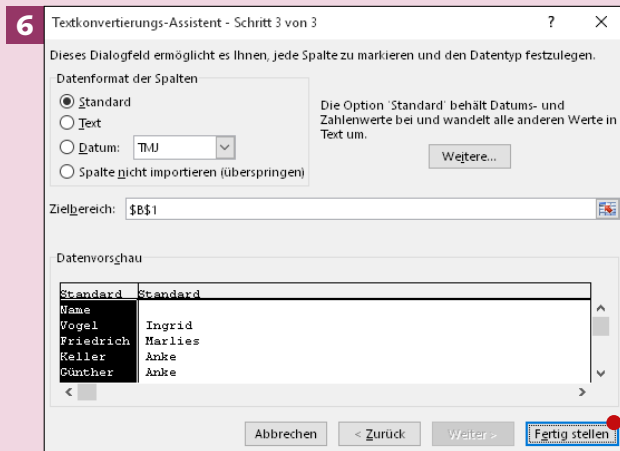 6
Textkonvertierungs-Assistent - Schritt 3 von 3 ? ×
Dieses Dialogfeld ermöglicht es Ihnen, jede Spalte zu markieren und den Datentyp festzulegen.
Datenformat der Spalten
Standard
Text
Datum: TMJ
Spalte nicht importieren (überspringen)
Die Option 'Standard' behält Datums- und
Zahlenwerte bei und wandelt alle anderen Werte in
Text um.
Weitere...
Zielbereich: $B$1
Datenvorschau
Standard Standard
Name
Vogel Ingrid
Friedrich Marlies
Keller Anke
Günther Anke
Abbrechen < Zurück Weiter > Fertig stellen